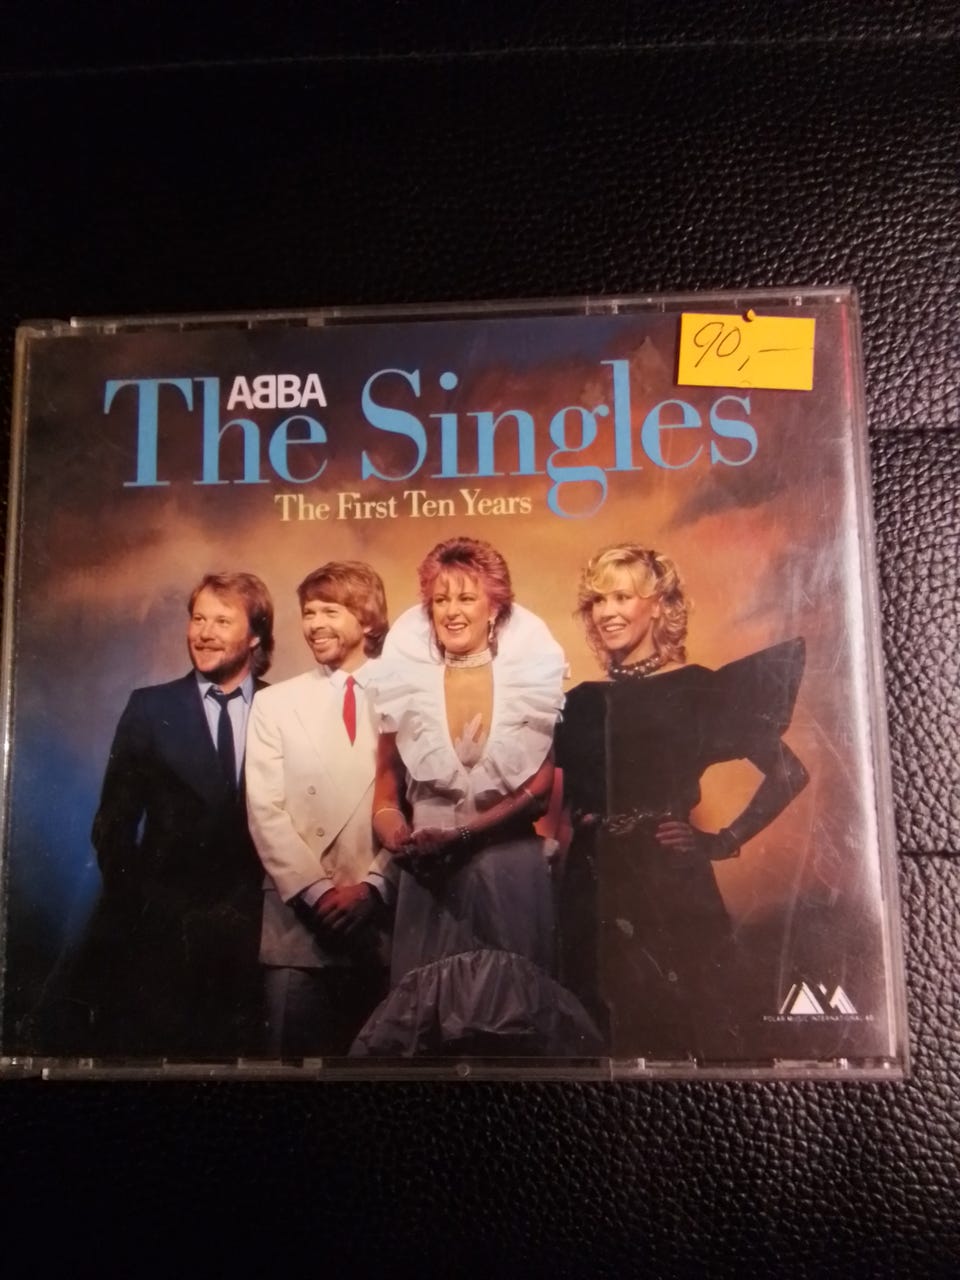 90,-
ABBA
The Singles
The First Ten Years
POLAR MUSIC INTERNATIONAL AB